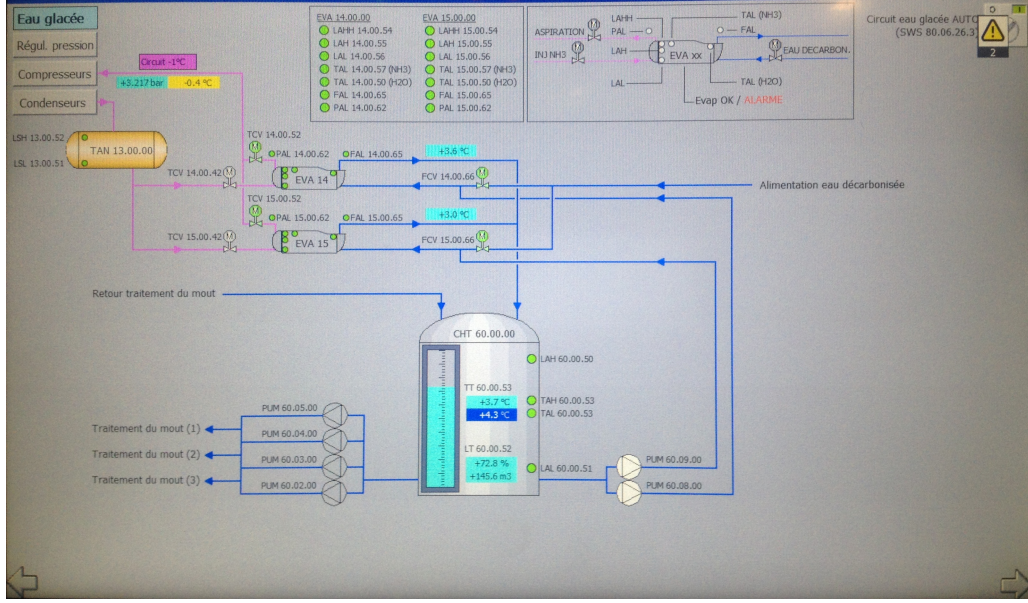 Eau glacée
Régul. pression
Compresseurs
Condenseurs
Circuit -1°C
+3.217 bar
-0.4 °C
EVA 14.00.00
LAHH 14.00.54
LAH 14.00.55
LAL 14.00.56
TAL 14.00.57 (NH3)
TAL 14.00.50 (H2O)
FAL 14.00.65
PAL 14.00.62
EVA 15.00.00
LAHH 15.00.54
LAH 15.00.55
LAL 15.00.56
TAL 15.00.57 (NH3)
TAL 15.00.50 (H2O)
FAL 15.00.65
PAL 15.00.62
LAHH
TAL (NH3)
ASPIRATION
M
PAL
FAL
INJ NH3
M
LAH
EVA xx
M
EAU DECARBON.
LAL
TAL (H2O)
Evap OK / ALARME
Circuit eau glacée AUTO
(SWS 80.06.26.3)
2
LSH 13.00.52
TAN 13.00.00
LSL 13.00.51
TCV 14.00.52
M
PAL 14.00.62
FAL 14.00.65
+3.6 °C
TCV 14.00.42
M
EVA 14
FCV 14.00.66
M
Alimentation eau décarbonisée
TCV 15.00.52
M
PAL 15.00.62
FAL 15.00.65
+3.0 °C
TCV 15.00.42
M
EVA 15
FCV 15.00.66
M
Retour traitement du mout
CHT 60.00.00
LAH 60.00.50
TT 60.00.53
+3.7 °C
+4.3 °C
TAH 60.00.53
TAL 60.00.53
LT 60.00.52
+72.8 %
+145.6 m3
LAL 60.00.51
PUM 60.05.00
Traitement du mout (1)
PUM 60.04.00
Traitement du mout (2)
PUM 60.03.00
Traitement du mout (3)
PUM 60.02.00
PUM 60.09.00
PUM 60.08.00